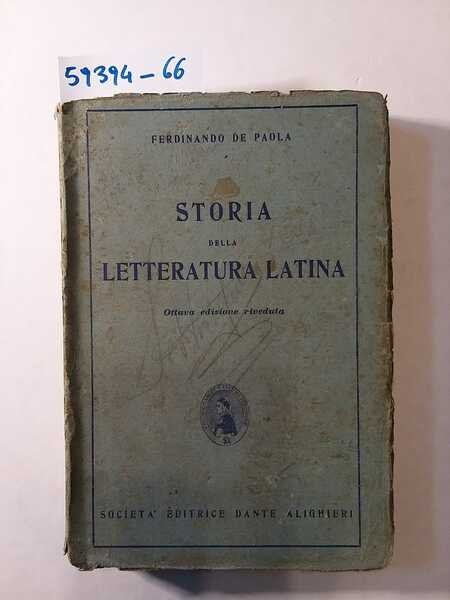 59394-66
FERDINANDO DE PAOLA
STORIA
DELLA
LETTERATURA LATINA
Ottava edizione riveduta
SOCIETA' EDITRICE DANTE ALIGHIERI